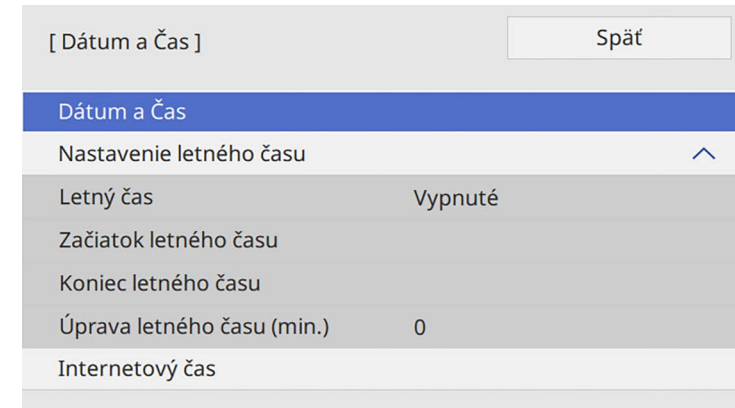 [ Dátum a Čas ]
Späť
Dátum a Čas
Nastavenie letného času
Letný čas Vypnuté
Začiatok letného času
Koniec letného času
Úprava letného času (min.) 0
Internetový čas